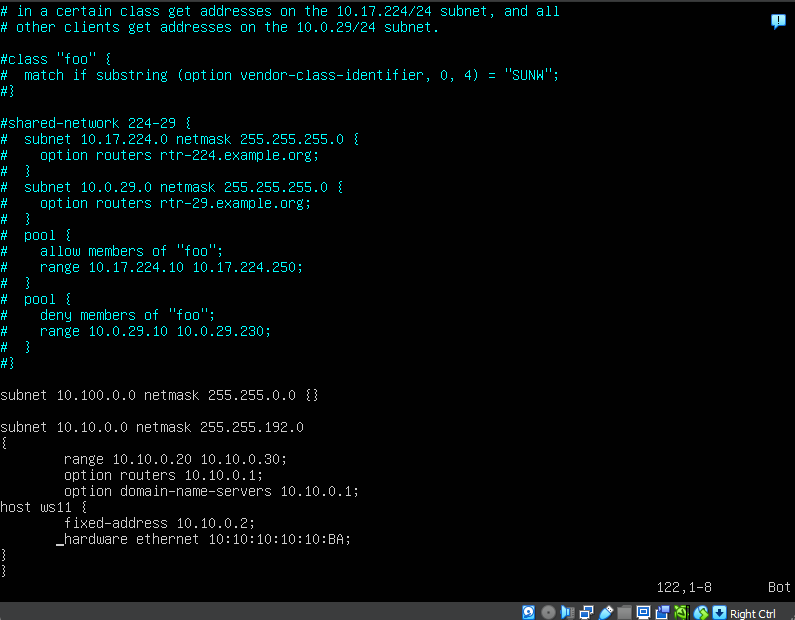 # in a certain class get addresses on the 10.17.224/24 subnet, and all
# other clients get addresses on the 10.0.29/24 subnet.
#class "foo" {
#  match if substring (option vendor-class-identifier, 0, 4) = "SUNW";
#}
#shared-network 224-29 {
#  subnet 10.17.224.0 netmask 255.255.255.0 {
#    option routers rtr-224.example.org;
#  }
#  subnet 10.0.29.0 netmask 255.255.255.0 {
#    option routers rtr-29.example.org;
#  }
#  pool {
#    allow members of "foo";
#    range 10.17.224.10 10.17.224.250;
#  }
#  pool {
#    deny members of "foo";
#    range 10.0.29.10 10.0.29.230;
#  }
#}
subnet 10.100.0.0 netmask 255.255.0.0 {}
subnet 10.10.0.0 netmask 255.255.192.0
{
        range 10.10.0.20 10.10.0.30;
        option routers 10.10.0.1;
        option domain-name-servers 10.10.0.1;
host ws11 {
        fixed-address 10.10.0.2;
        hardware ethernet 10:10:10:10:10:BA;
}
}
122,1-8 Bot
Right Ctrl